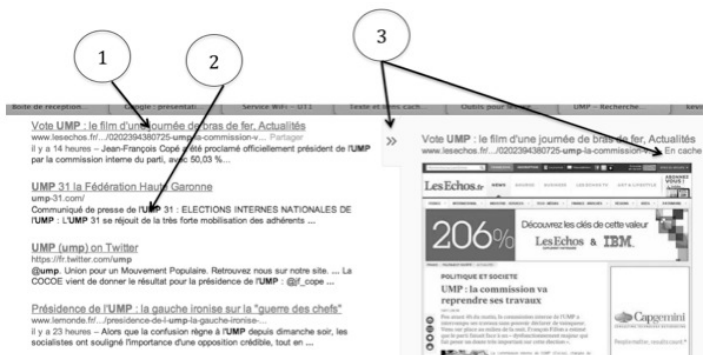 1
2
3
Boîte de réception...
Google : présentati...
Service WiFi – UT1
Texte et liens cach...
Outils pour le
UMP – Recherche...
Vote UMP : le film d'une journée de bras de fer, Actualités
www.lesechos.fr/.../0202394380725-ump-la-commission-v... Partager
il y a 14 heures – Jean-François Copé a été proclamé officiellement président de l'UMP
par la commission interne du parti, avec 50,03 %...
UMP 31 la Fédération Haute Garonne
ump-31.com/
Communiqué de presse de l'UMP 31 : ELECTIONS INTERNES NATIONALES DE
l'UMP : L'UMP 31 se réjouit de la très forte mobilisation des adhérents ...
UMP (ump) on Twitter
https://fr.twitter.com/ump
@ump. Union pour un Mouvement Populaire. Retrouvez nous sur notre site. ... La
COCOE vient de donner le résultat pour la présidence de l'UMP : @jf_cope ...
Présidence de l'UMP : la gauche ironise sur la "guerre des chefs"
www.lemonde.fr/.../presidence-de-l-ump-la-gauche-ironise-...
il y a 23 heures – Alors que la confusion règne à l'UMP depuis dimanche soir, les
socialistes ont souligné l'importance d'une opposition crédible, tout en ...
»
Vote UMP : le film d'une journée de bras de fer, Actualités
www.lesechos.fr/.../0202394380725-ump-la-commission-v... En cache
LesEchos.fr
ABONNEZ
VOUS !
206%
Découvrez les clés de cette valeur
LesEchos & IBM.
POLITIQUE ET SOCIETE
UMP : la commission va
reprendre ses travaux
Capgemini